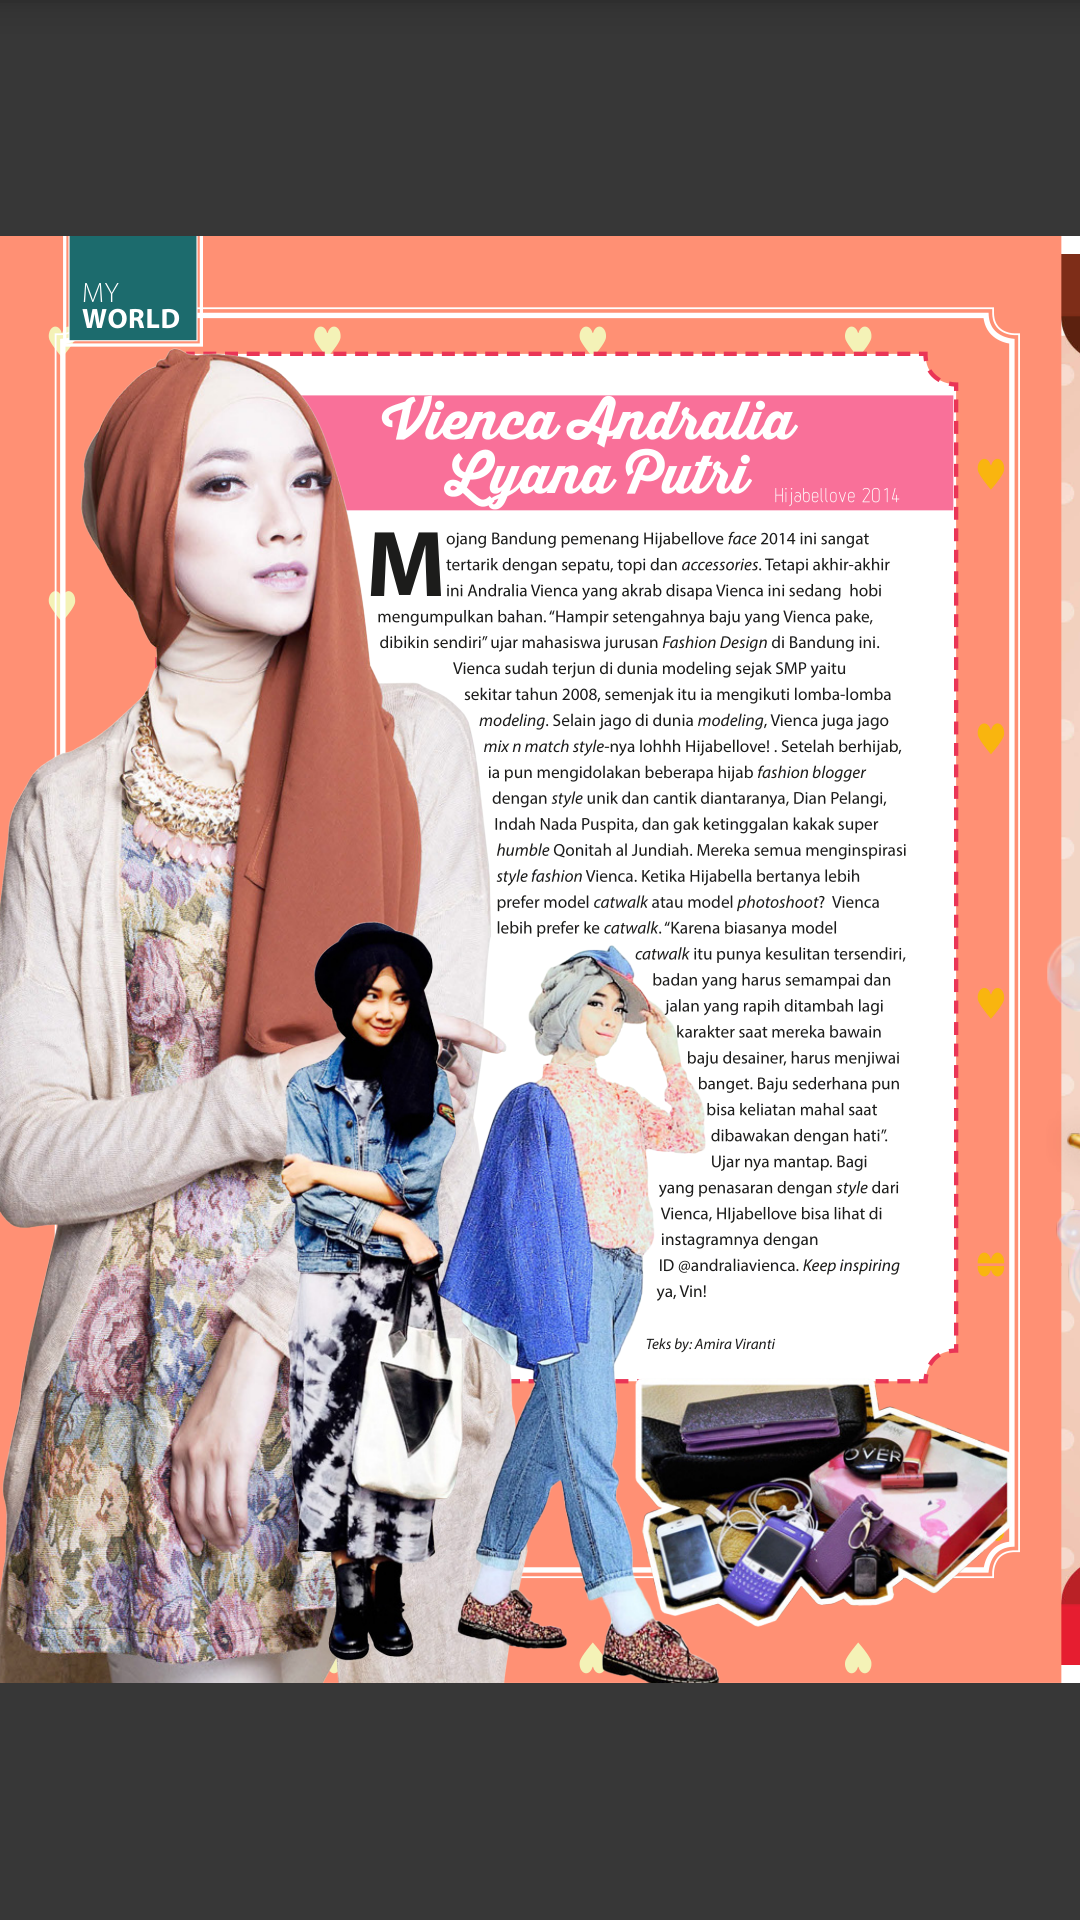 MY
WORLD
Vienca Andralia
Lyana Putri
Hijabellove 2014
Mojang Bandung pemenang Hijabellove face 2014 ini sangat
tertarik dengan sepatu, topi dan accessories. Tetapi akhir-akhir
ini Andralia Vienca yang akrab disapa Vienca ini sedang hobi
mengumpulkan bahan. “Hampir setengahnya baju yang Vienca pake,
dibikin sendiri” ujar mahasiswa jurusan Fashion Design di Bandung ini.
Vienca sudah terjun di dunia modeling sejak SMP yaitu
sekitar tahun 2008, semenjak itu ia mengikuti lomba-lomba
modeling. Selain jago di dunia modeling, Vienca juga jago
mix n match style-nya lohhh Hijabellove! . Setelah berhijab,
ia pun mengidolakan beberapa hijab fashion blogger
dengan style unik dan cantik diantaranya, Dian Pelangi,
Indah Nada Puspita, dan gak ketinggalan kakak super
humble Qonitah al Jundiah. Mereka semua menginspirasi
style fashion Vienca. Ketika Hijabella bertanya lebih
prefer model catwalk atau model photoshoot? Vienca
lebih prefer ke catwalk. “Karena biasanya model
catwalk itu punya kesulitan tersendiri,
badan yang harus semampai dan
jalan yang rapih ditambah lagi
karakter saat mereka bawain
baju desainer, harus menjiwai
banget. Baju sederhana pun
bisa keliatan mahal saat
dibawakan dengan hati”.
Ujar nya mantap. Bagi
yang penasaran dengan style dari
Vienca, HIjabellove bisa lihat di
instagramnya dengan
ID @andraliavienca. Keep inspiring
ya, Vin!
Teks by: Amira Viranti
OVER